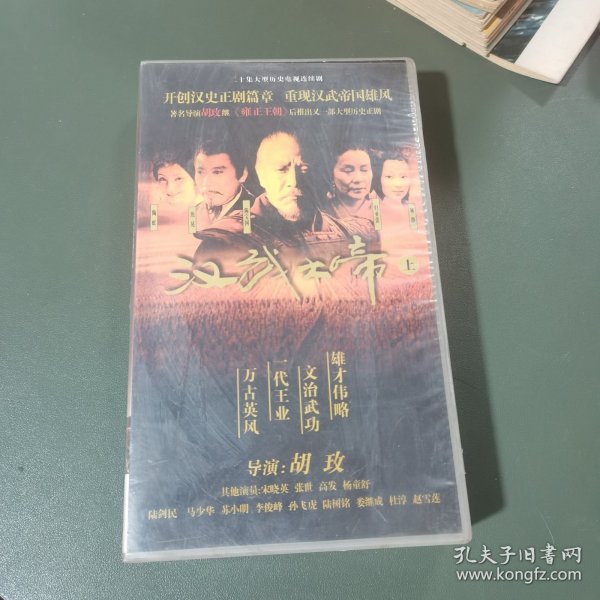 二十集大型历史电视连续剧
开创汉史正剧篇章 重现汉武帝国雄风
著名导演胡玫继《雍正王朝》后推出又一部大型历史正剧
汉武大帝 上
雄才伟略
文治武功
一代王业
万古英风
导演:胡 玫
其他演员:宋晓英 张世 高发 杨童舒
陆剑民 马少华 苏小明 李俊峰 孙飞虎 陆树铭 娄继成 杜淳 赵雪莲
孔夫子旧书网
www.kongfz.com